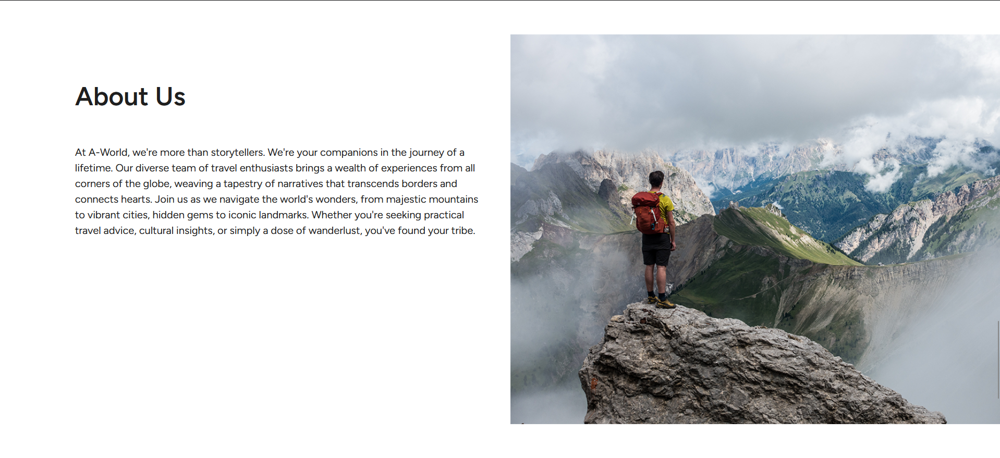 About Us
At A-World, we're more than storytellers. We're your companions in the journey of a
lifetime. Our diverse team of travel enthusiasts brings a wealth of experiences from all
corners of the globe, weaving a tapestry of narratives that transcends borders and
connects hearts. Join us as we navigate the world's wonders, from majestic mountains
to vibrant cities, hidden gems to iconic landmarks. Whether you're seeking practical
travel advice, cultural insights, or simply a dose of wanderlust, you've found your tribe.